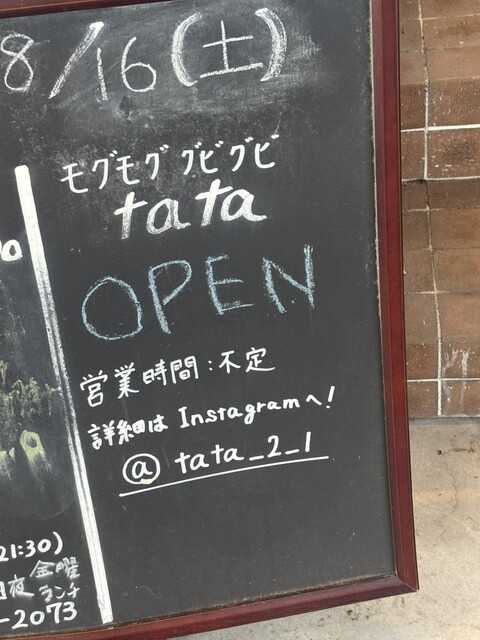 8/16(土)
モグモグ グビグビ
tata
OPEN
営業時間:不定
詳細は Instagramへ!
@ tata_2_1
21:30)
夜 金曜
ランチ
-2073